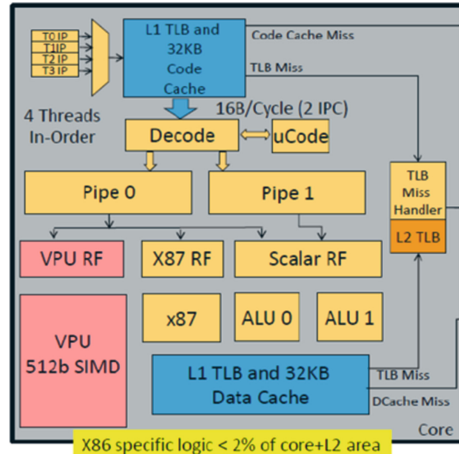 T0 IP
T1IP
T2 IP
T3 IP
L1 TLB and
32KB
Code
Cache
Code Cache Miss
TLB Miss
4 Threads
In-Order
16B/Cycle (2 IPC)
Decode
uCode
Pipe 0
Pipe 1
TLB
Miss
Handler
L2 TLB
VPU RF
X87 RF
Scalar RF
VPU
512b SIMD
x87
ALU 0
ALU 1
L1 TLB and 32KB
Data Cache
TLB Miss
DCache Miss
Core
X86 specific logic < 2% of core+L2 area